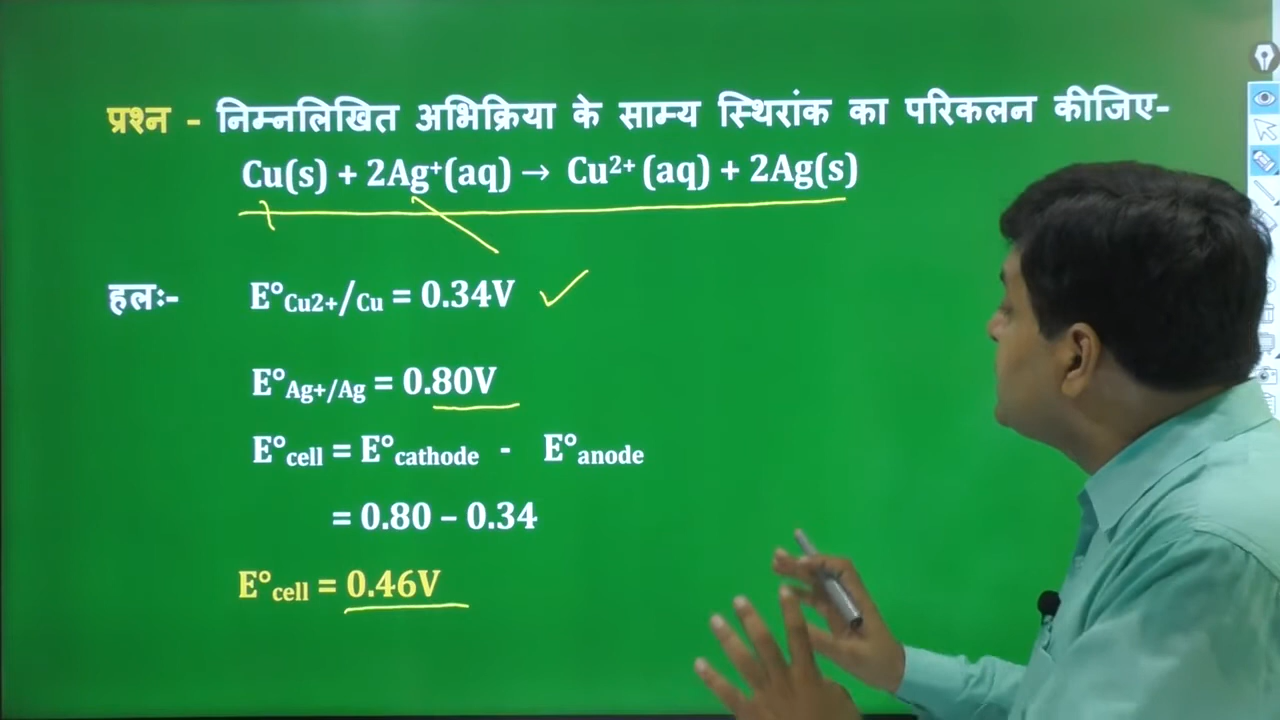 प्रश्न - निम्नलिखित अभिक्रिया के साम्य स्थिरांक का परिकलन कीजिए-
Cu(s) + 2Ag⁺(aq) → Cu²⁺ (aq) + 2Ag(s)
हलः- E°Cu2+/Cu = 0.34V
E°Ag+/Ag = 0.80V
E°cell = E°cathode - E°anode
= 0.80 – 0.34
E°cell = 0.46V